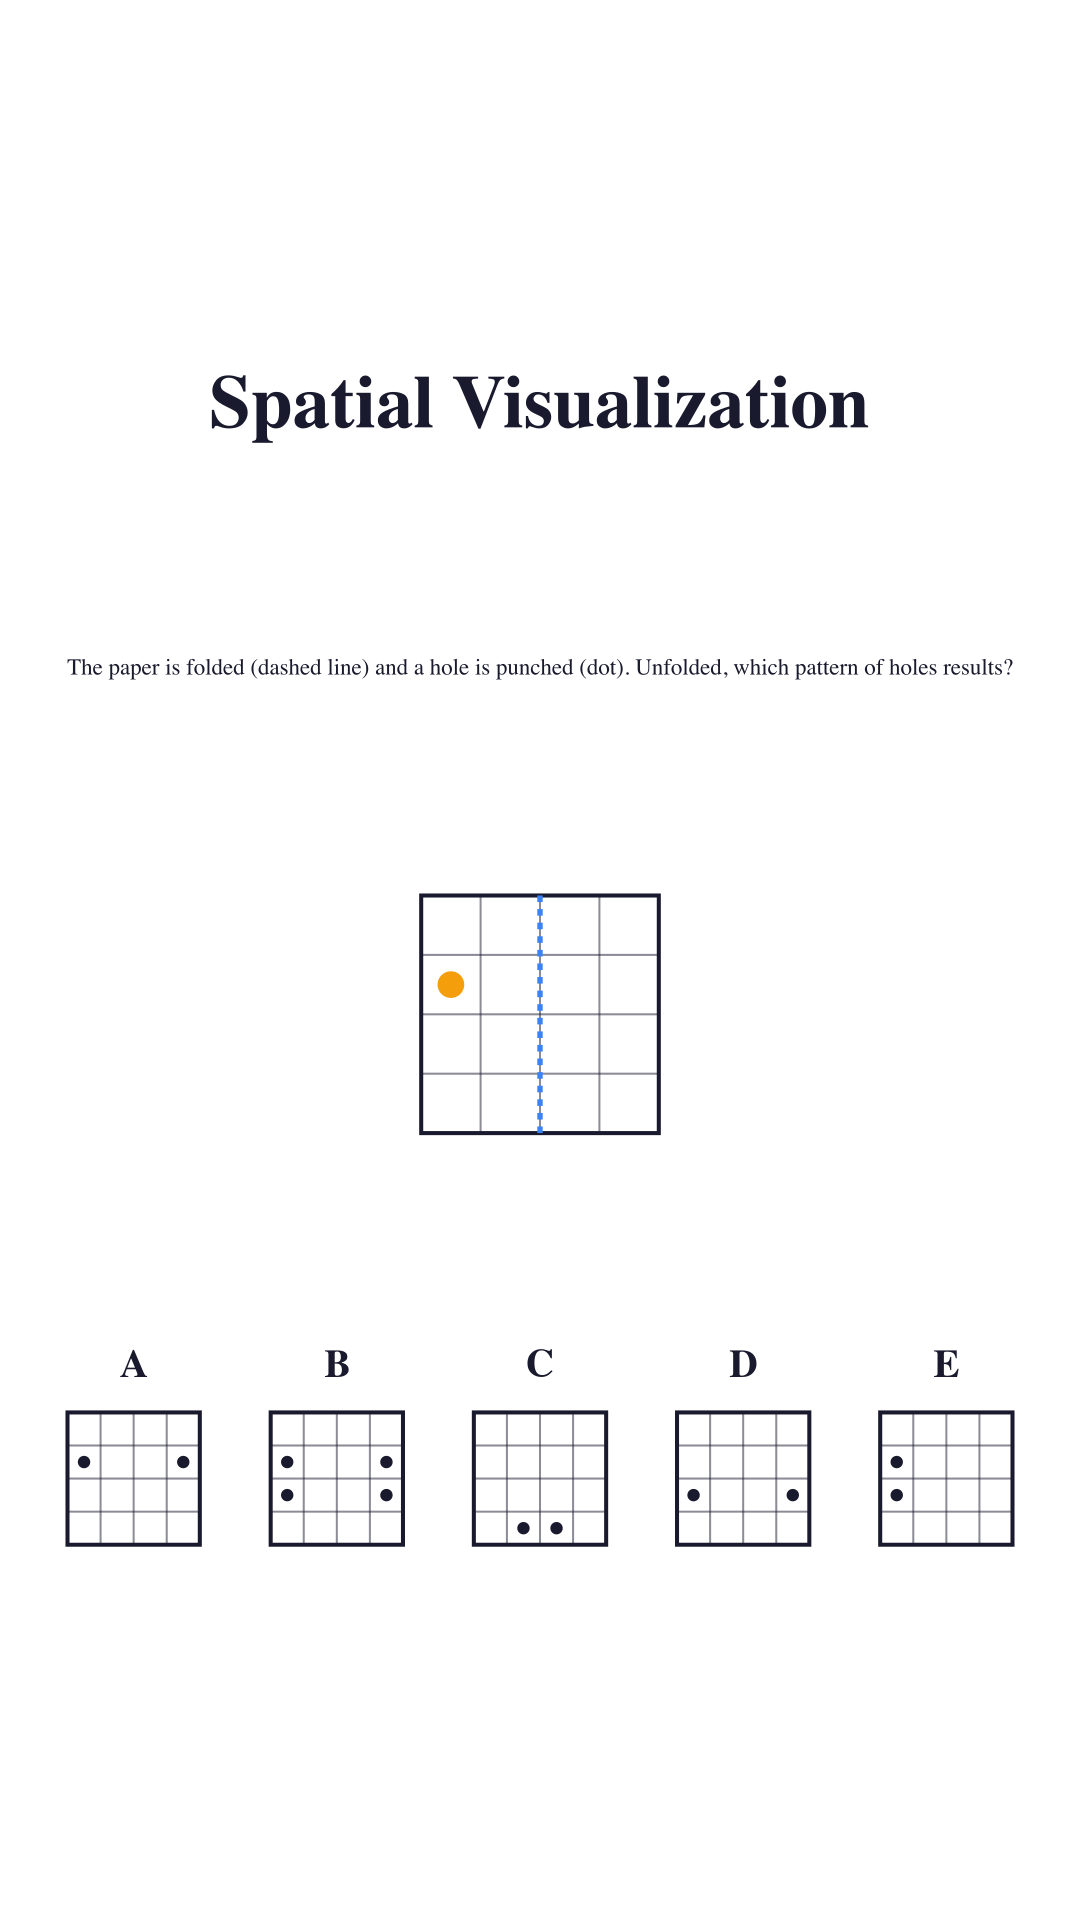 Spatial Visualization
The paper is folded (dashed line) and a hole is punched (dot). Unfolded, which pattern of holes results?
A B C D E